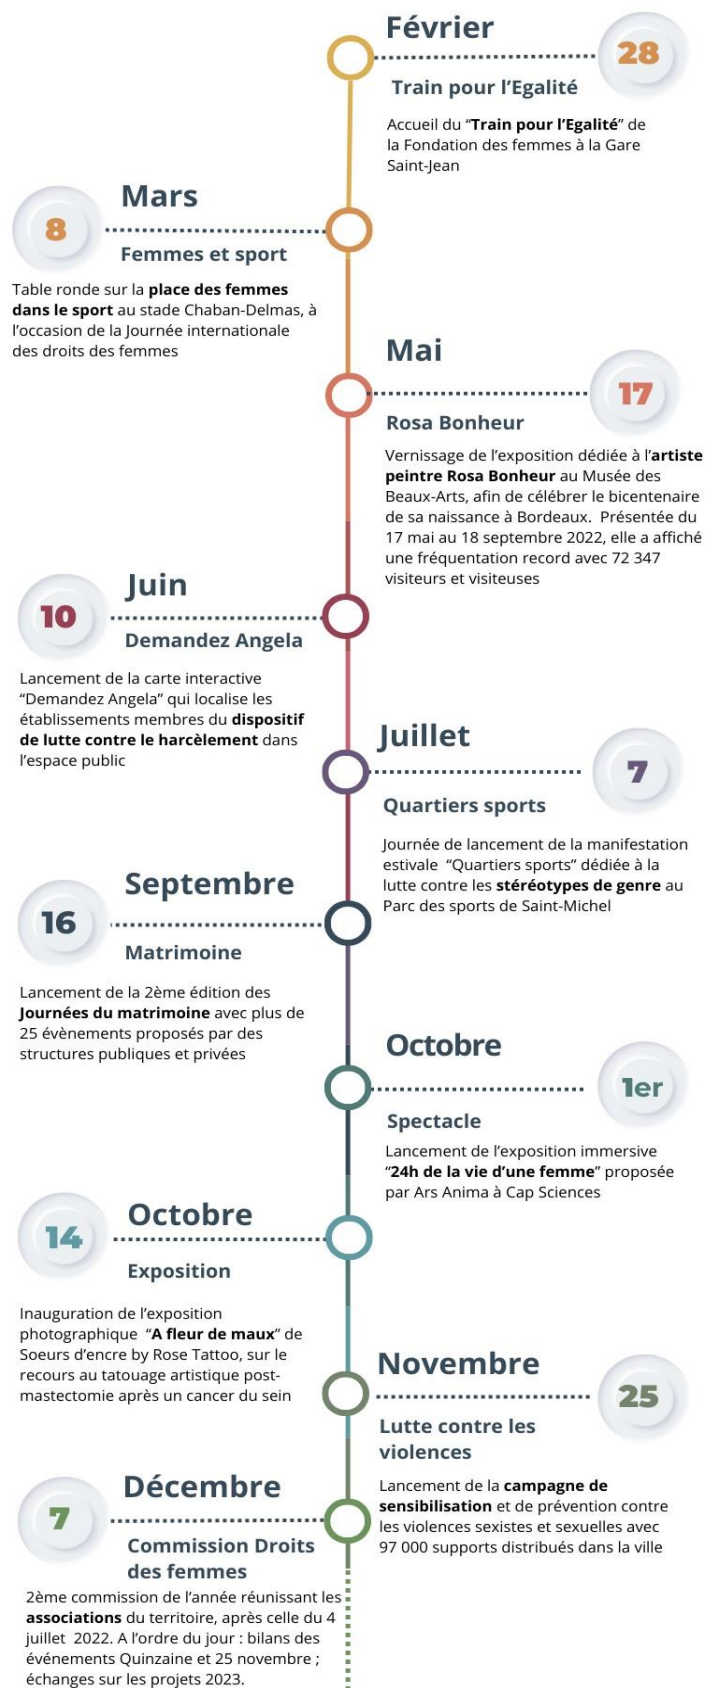 Février
28
Train pour l’Egalité
Accueil du “Train pour l’Egalité” de
la Fondation des femmes à la Gare
Saint-Jean
Mars
8
Femmes et sport
Table ronde sur la place des femmes
dans le sport au stade Chaban-Delmas, à
l’occasion de la Journée internationale
des droits des femmes
Mai
17
Rosa Bonheur
Vernissage de l’exposition dédiée à l’artiste
peintre Rosa Bonheur au Musée des
Beaux-Arts, afin de célébrer le bicentenaire
de sa naissance à Bordeaux. Présentée du
17 mai au 18 septembre 2022, elle a affiché
une fréquentation record avec 72 347
visiteurs et visiteuses
Juin
10
Demandez Angela
Lancement de la carte interactive
“Demandez Angela” qui localise les
établissements membres du dispositif
de lutte contre le harcèlement dans
l’espace public
Juillet
7
Quartiers sports
Journée de lancement de la manifestation
estivale “Quartiers sports” dédiée à la
lutte contre les stéréotypes de genre au
Parc des sports de Saint-Michel
Septembre
16
Matrimoine
Lancement de la 2ème édition des
Journées du matrimoine avec plus de
25 évènements proposés par des
structures publiques et privées
Octobre
1er
Spectacle
Lancement de l’exposition immersive
“24h de la vie d’une femme” proposée
par Ars Anima à Cap Sciences
Octobre
14
Exposition
Inauguration de l’exposition
photographique “A fleur de maux” de
Soeurs d’encre by Rose Tattoo, sur le
recours au tatouage artistique post-
mastectomie après un cancer du sein
Novembre
25
Lutte contre les
violences
Lancement de la campagne de
sensibilisation et de prévention contre
les violences sexistes et sexuelles avec
97 000 supports distribués dans la ville
Décembre
7
Commission Droits
des femmes
2ème commission de l’année réunissant les
associations du territoire, après celle du 4
juillet 2022. A l’ordre du jour : bilans des
événements Quinzaine et 25 novembre ;
échanges sur les projets 2023.